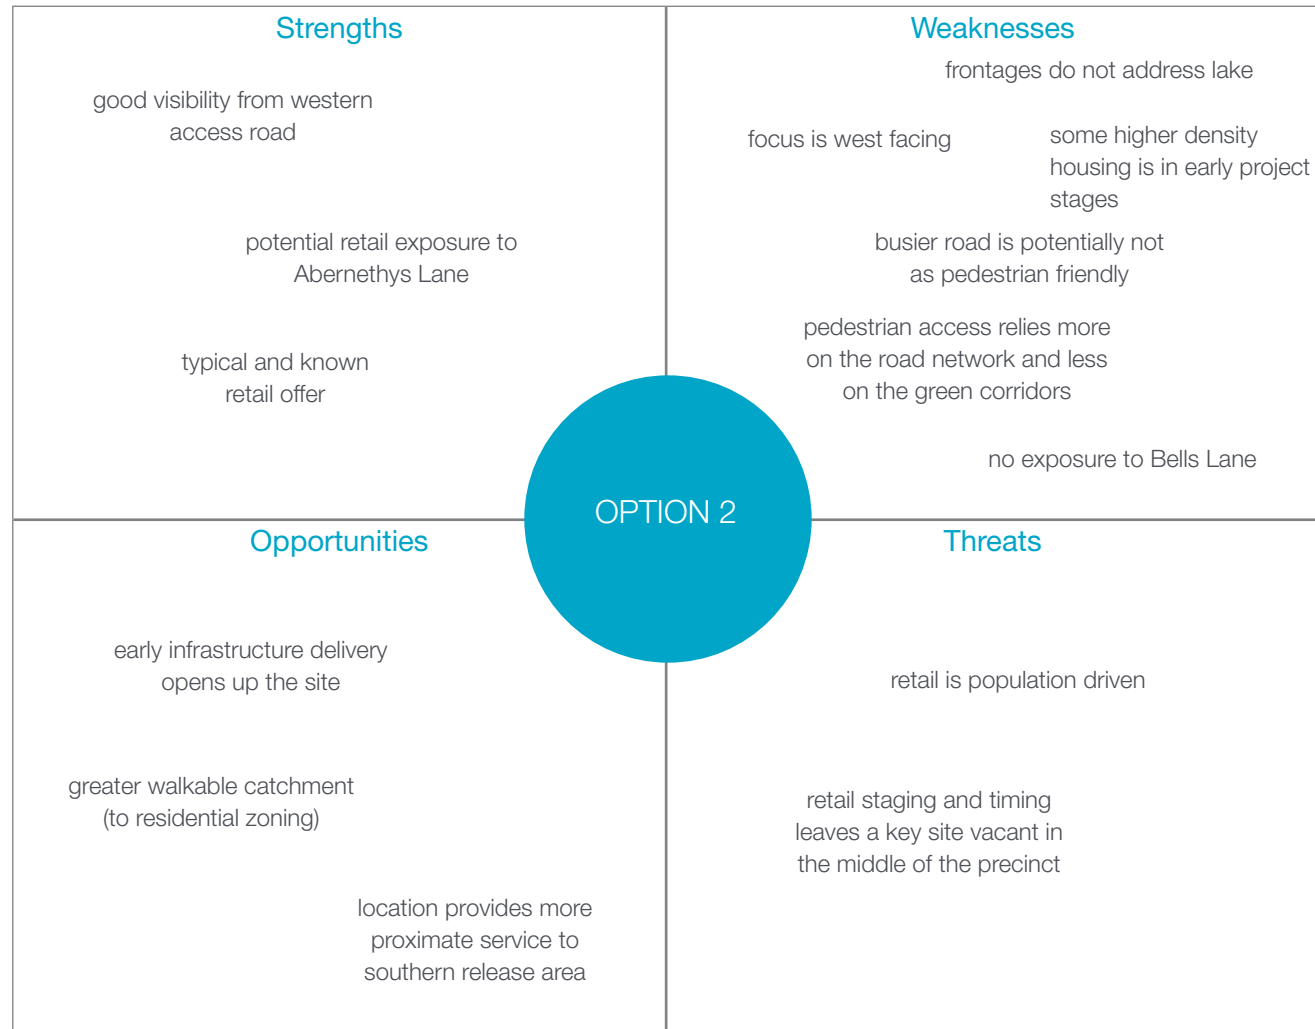 Strengths
good visibility from western
access road
potential retail exposure to
Abernethys Lane
typical and known
retail offer
Weaknesses
frontages do not address lake
focus is west facing
some higher density
housing is in early project
stages
busier road is potentially not
as pedestrian friendly
pedestrian access relies more
on the road network and less
on the green corridors
no exposure to Bells Lane
OPTION 2
Opportunities
early infrastructure delivery
opens up the site
greater walkable catchment
(to residential zoning)
location provides more
proximate service to
southern release area
Threats
retail is population driven
retail staging and timing
leaves a key site vacant in
the middle of the precinct